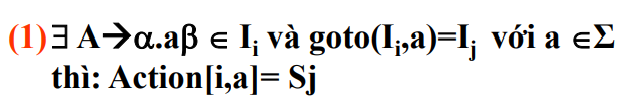 (1)∃ A→α.aβ ∈ Iᵢ và goto(Iᵢ,a)=Iⱼ với a ∈Σ
thì: Action[i,a]= Sj